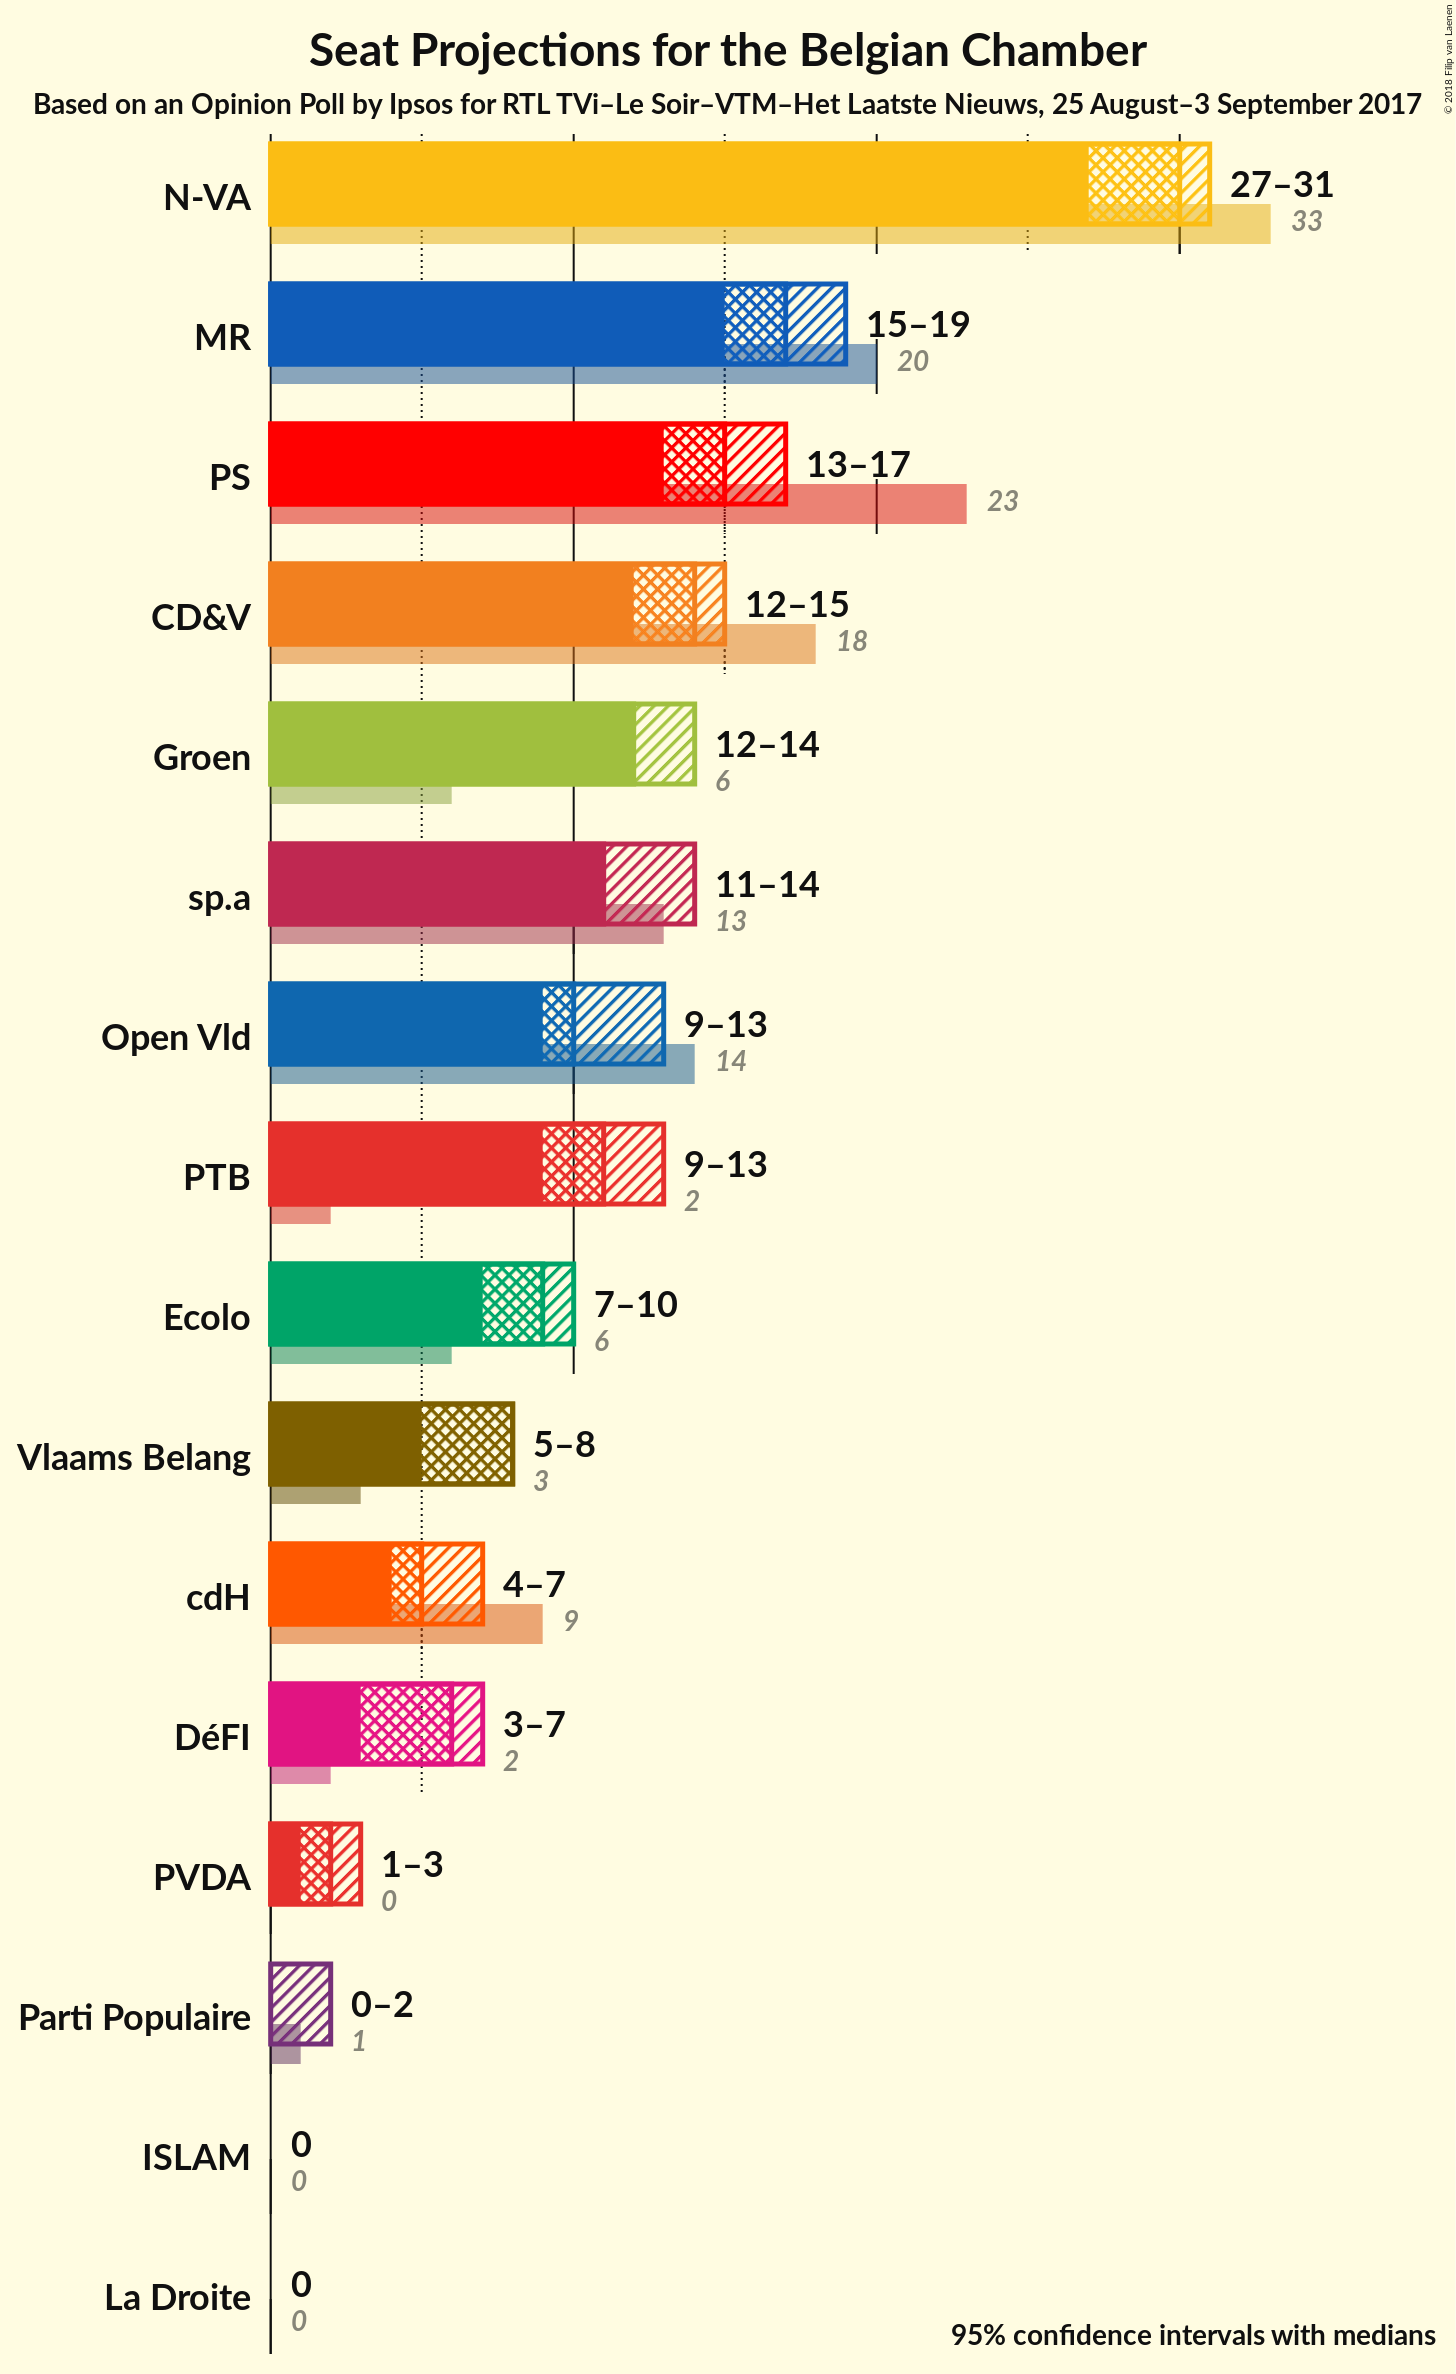 Seat Projections for the Belgian Chamber
Based on an Opinion Poll by Ipsos for RTL TVi–Le Soir–VTM–Het Laatste Nieuws, 25 August–3 September 2017
© 2018 Filip van Laenen
N-VA
27–31
33
MR
15–19
20
PS
13–17
23
CD&V
12–15
18
Groen
12–14
6
sp.a
11–14
13
Open Vld
9–13
14
PTB
9–13
2
Ecolo
7–10
6
Vlaams Belang
5–8
3
cdH
4–7
9
DéFI
3–7
2
PVDA
1–3
0
Parti Populaire
0–2
1
ISLAM
0
0
La Droite
0
0
95% confidence intervals with medians